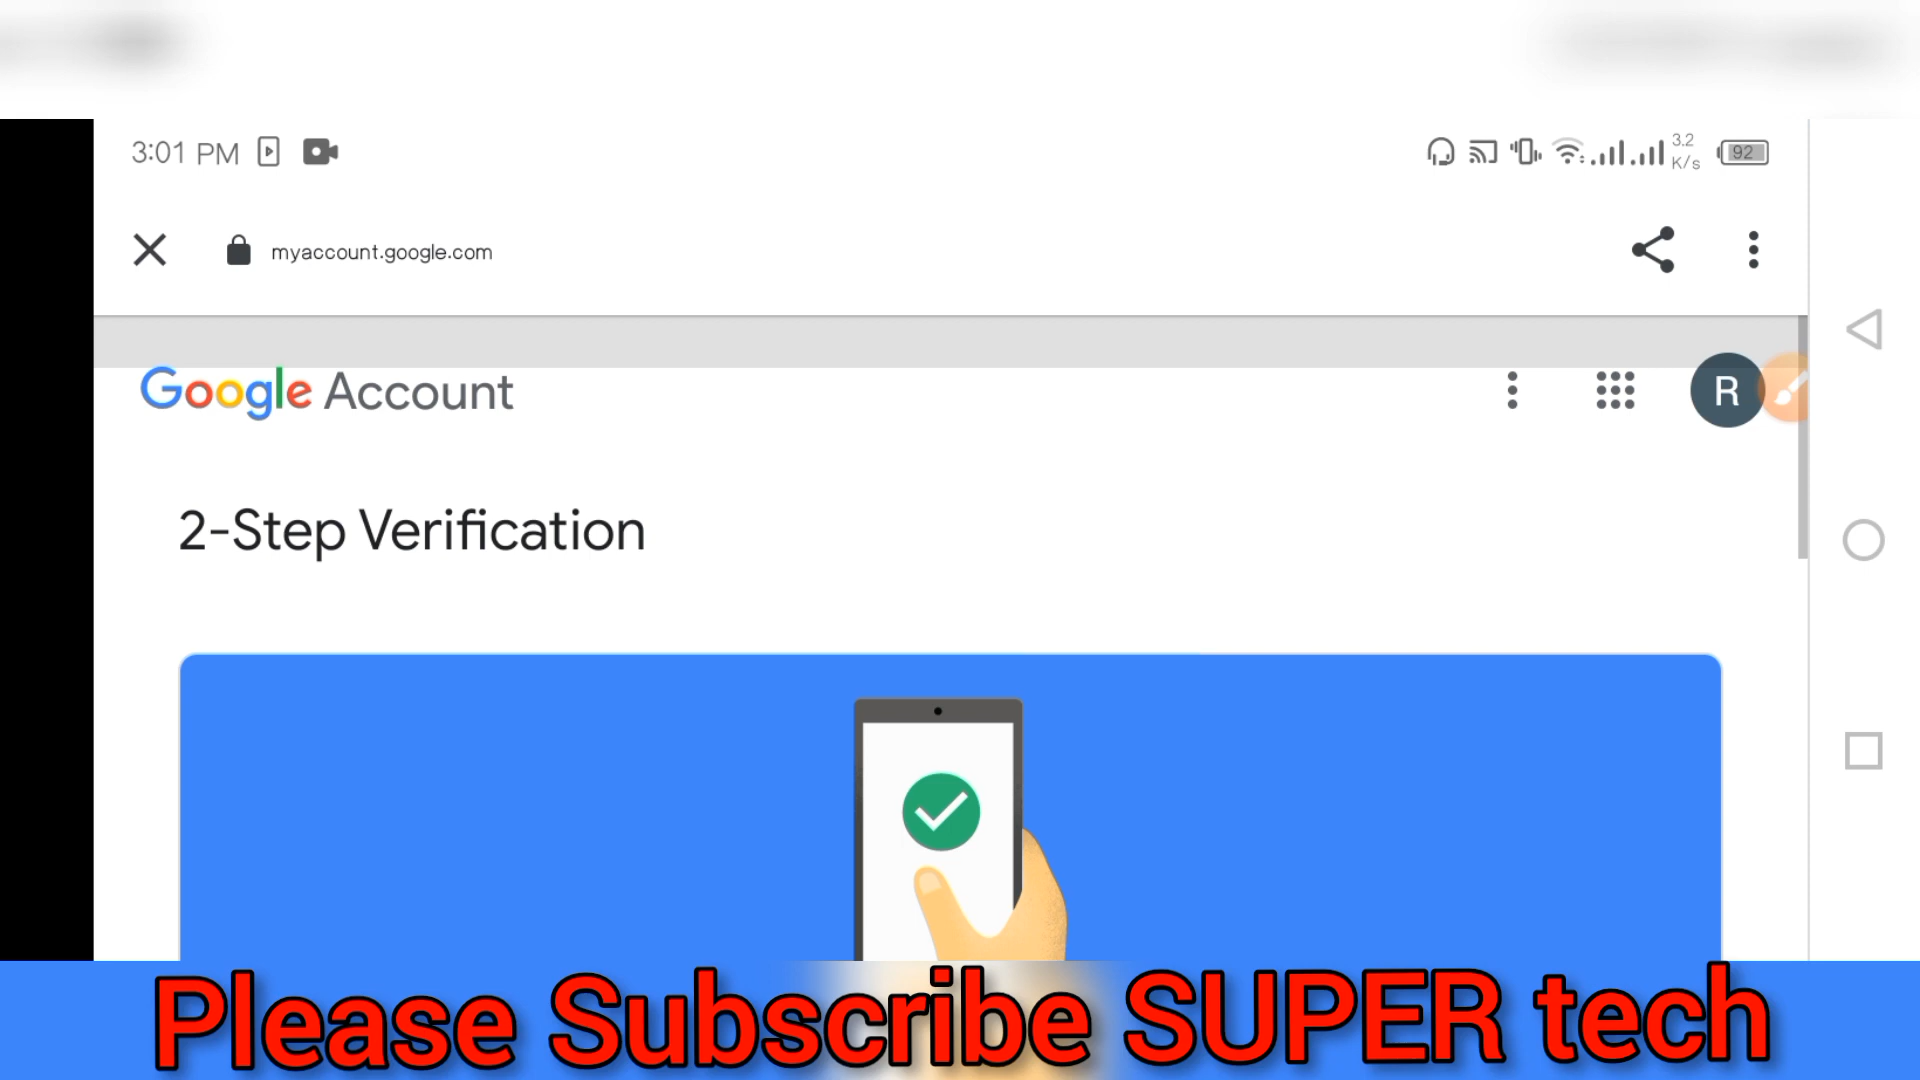 3:01 PM
3.2
K/s
92
myaccount.google.com
Google Account
R
2-Step Verification
Please Subscribe SUPER tech